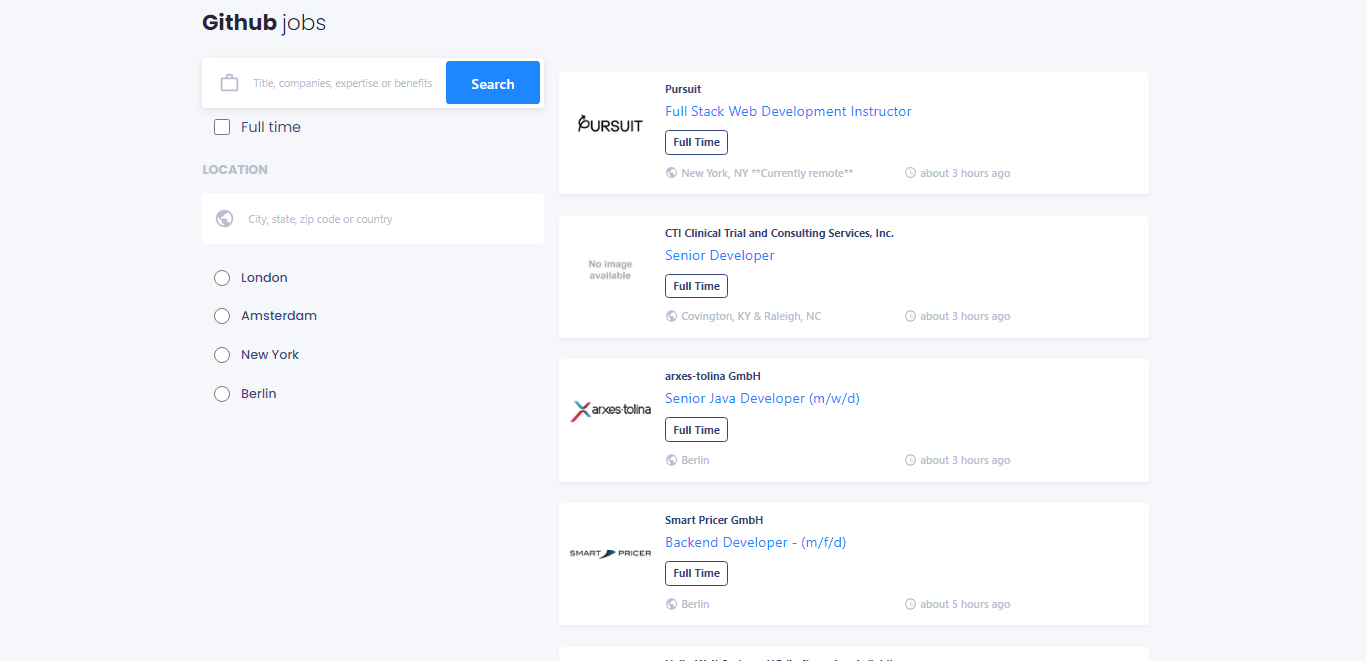 Github jobs
Title, companies, expertise or benefits
Search
Full time
LOCATION
City, state, zip code or country
London
Amsterdam
New York
Berlin
PURSUIT
Pursuit
Full Stack Web Development Instructor
Full Time
New York, NY **Currently remote**
about 3 hours ago
No image
available
CTI Clinical Trial and Consulting Services, Inc.
Senior Developer
Full Time
Covington, KY & Raleigh, NC
about 3 hours ago
arxes-tolina
arxes-tolina GmbH
Senior Java Developer (m/w/d)
Full Time
Berlin
about 3 hours ago
SMART PRICER
Smart Pricer GmbH
Backend Developer - (m/f/d)
Full Time
Berlin
about 5 hours ago